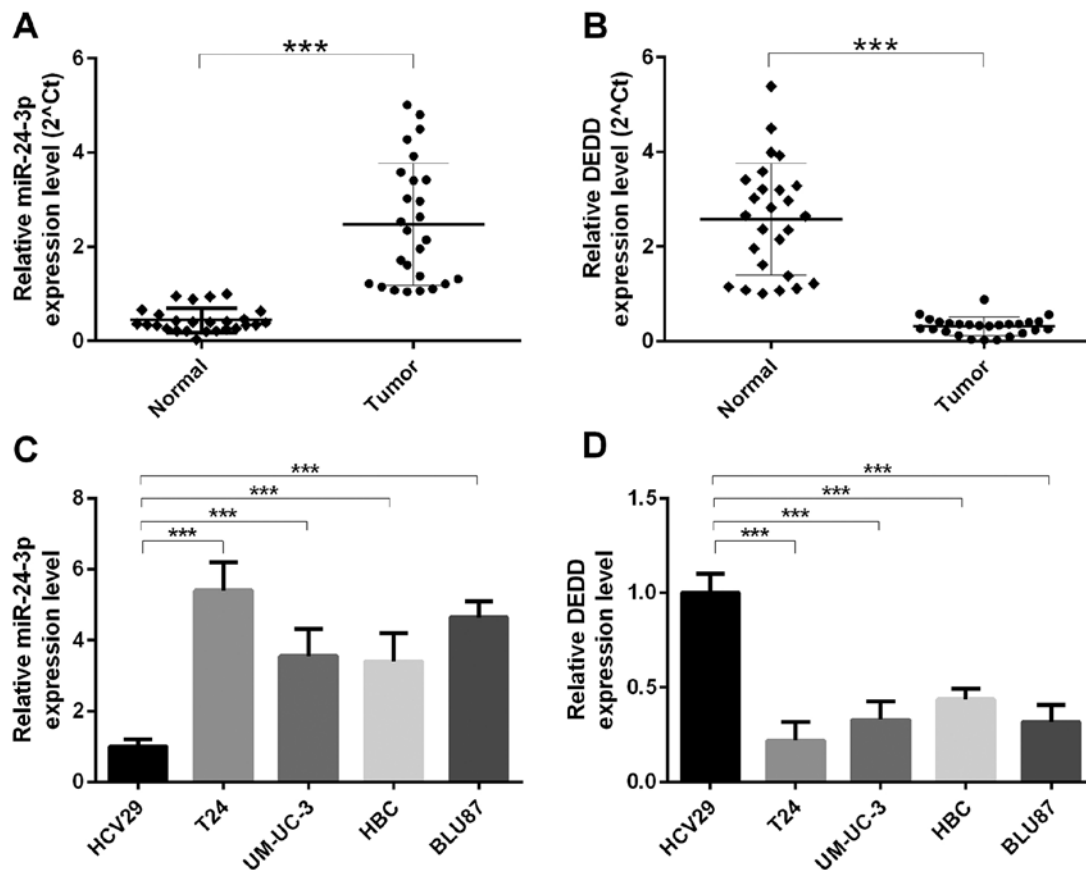 A
Relative miR-24-3p
expression level (2^Ct)
***
6
4
2
0
Normal
Tumor
B
Relative DEDD
expression level (2^Ct)
***
6
4
2
0
Normal
Tumor
C
Relative miR-24-3p
expression level
***
***
***
***
8
6
4
2
0
HCV29
T24
UM-UC-3
HBC
BLU87
D
Relative DEDD
expression level
***
***
***
***
1.5
1.0
0.5
0.0
HCV29
T24
UM-UC-3
HBC
BLU87